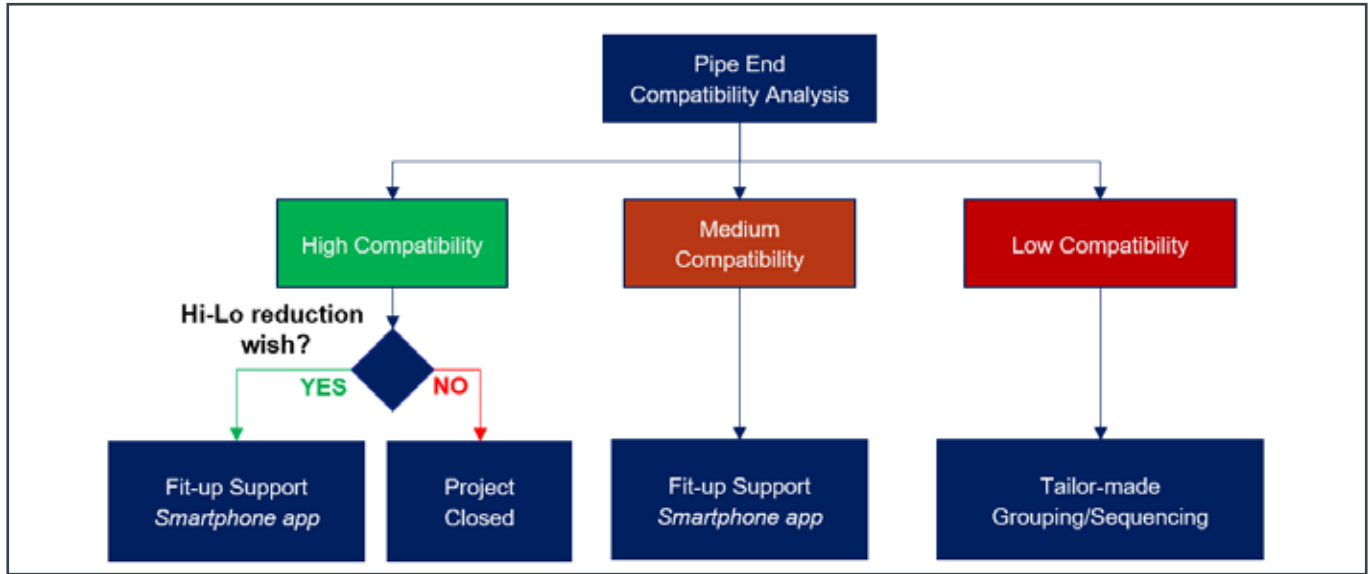 Pipe End
Compatibility Analysis
High Compatibility
Medium
Compatibility
Low Compatibility
Hi-Lo reduction
wish?
YES
NO
Fit-up Support
Smartphone app
Project
Closed
Fit-up Support
Smartphone app
Tailor-made
Grouping/Sequencing